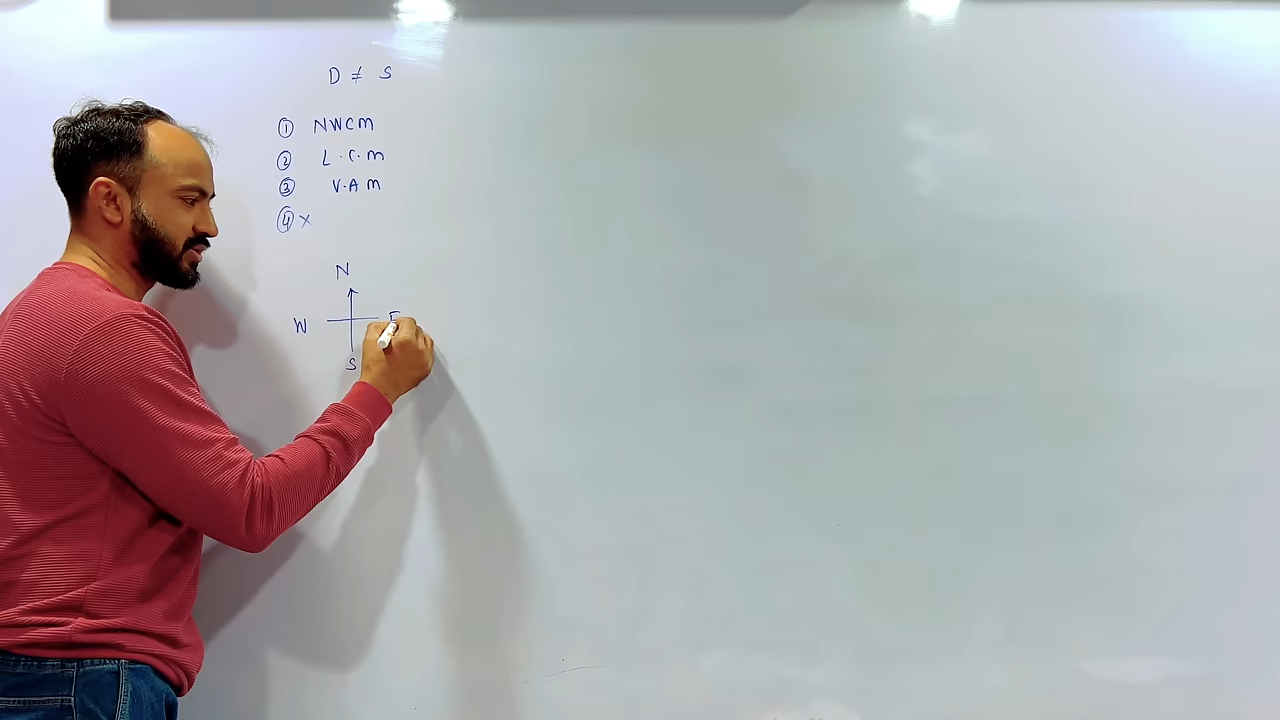 D ≠ S
① NWCM
② L.C.M
③ V.A M
④ ×
N
W E
S